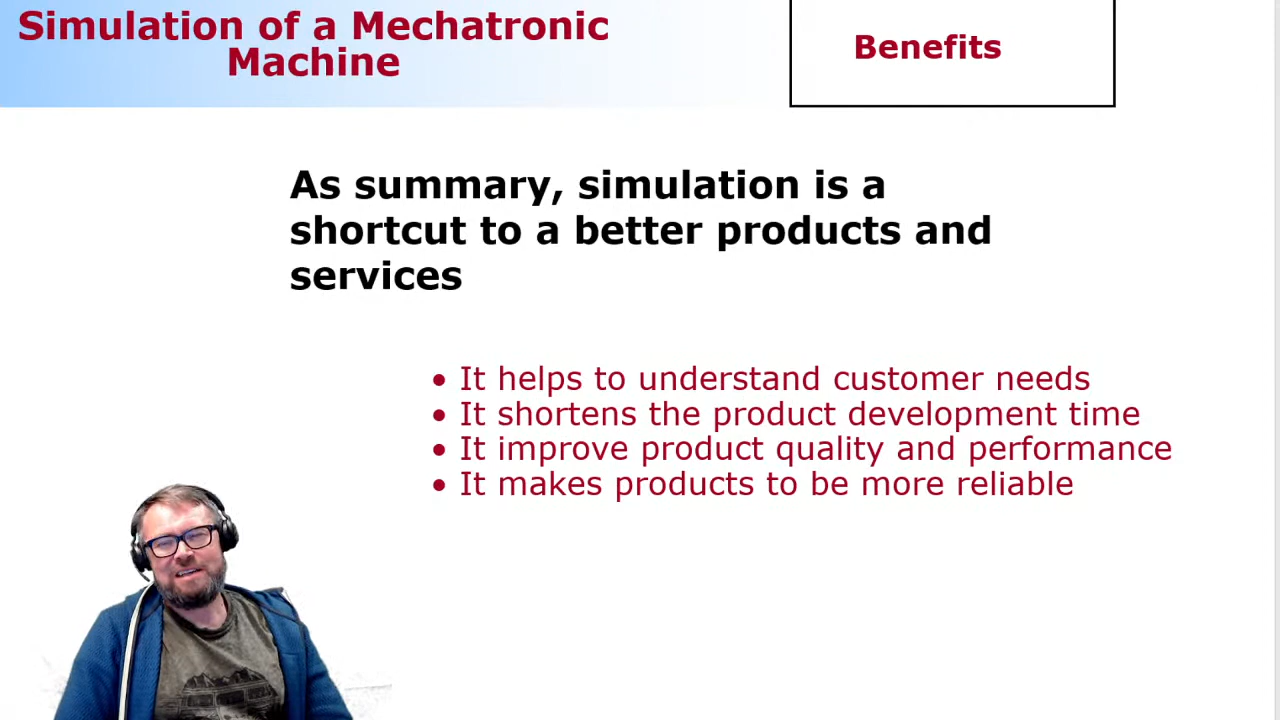 Simulation of a Mechatronic
Machine
Benefits
As summary, simulation is a
shortcut to a better products and
services
• It helps to understand customer needs
• It shortens the product development time
• It improve product quality and performance
• It makes products to be more reliable